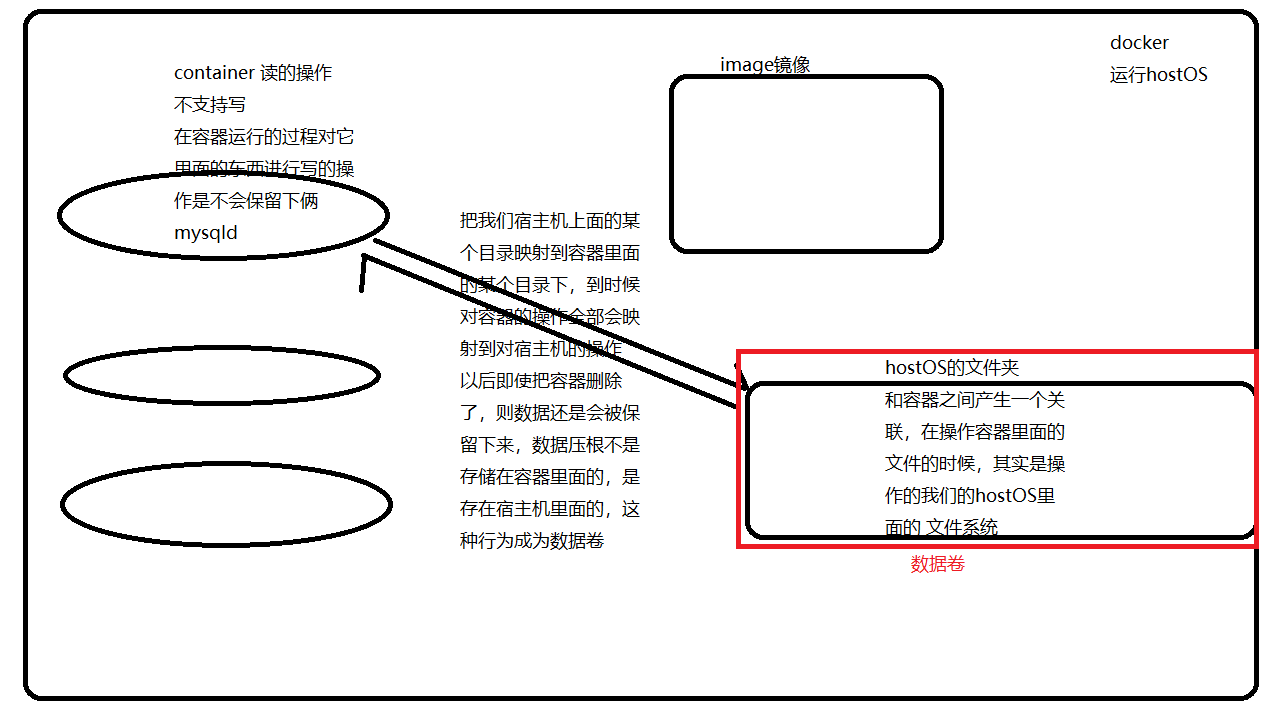 container 读的操作
不支持写
在容器运行的过程对它
里面的东西进行写的操
作是不会保留下俩
mysqld
image镜像
docker
运行hostOS
把我们宿主机上面的某
个目录映射到容器里面
的某个目录下，到时候
对容器的操作全部会映
射到对宿主机的操作
以后即使把容器删除
了，则数据还是会被保
留下来，数据压根不是
存储在容器里面的，是
存在宿主机里面的，这
种行为成为数据卷
hostOS的文件夹
和容器之间产生一个关
联，在操作容器里面的
文件的时候，其实是操
作的我们的hostOS里
面的 文件系统
数据卷